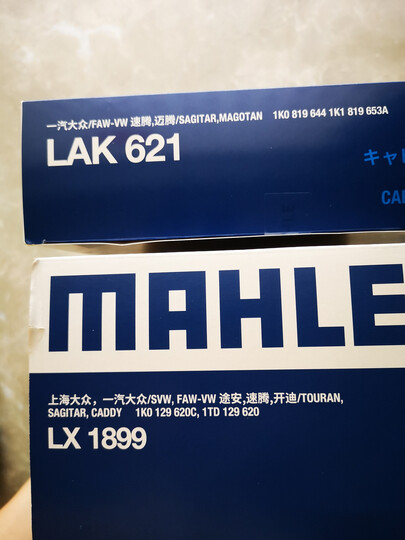 一汽大众/FAW-VW 速腾,迈腾/SAGITAR,MAGOTAN 1K0 819 644 1K1 819 653A
LAK 621
キャ
CA
MAHLE
上海大众，一汽大众/SVW, FAW-VW 途安,速腾,开迪/TOURAN,
SAGITAR, CADDY 1K0 129 620C, 1TD 129 620
LX 1899